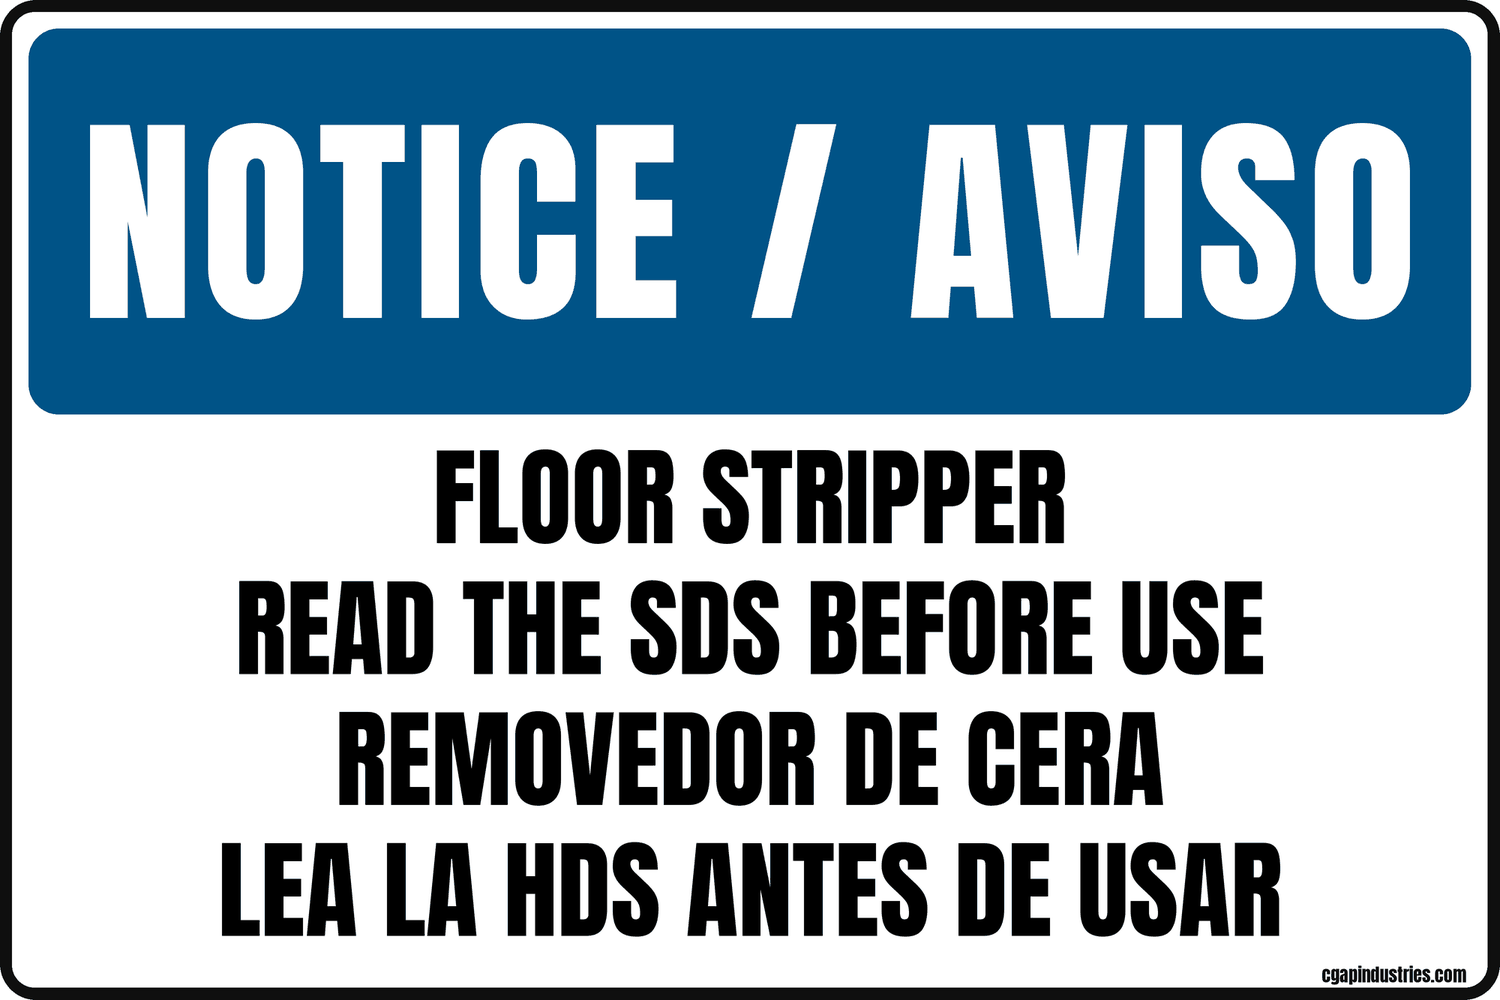 NOTICE / AVISO
FLOOR STRIPPER
READ THE SDS BEFORE USE
REMOVEDOR DE CERA
LEA LA HDS ANTES DE USAR
cgapindustries.com